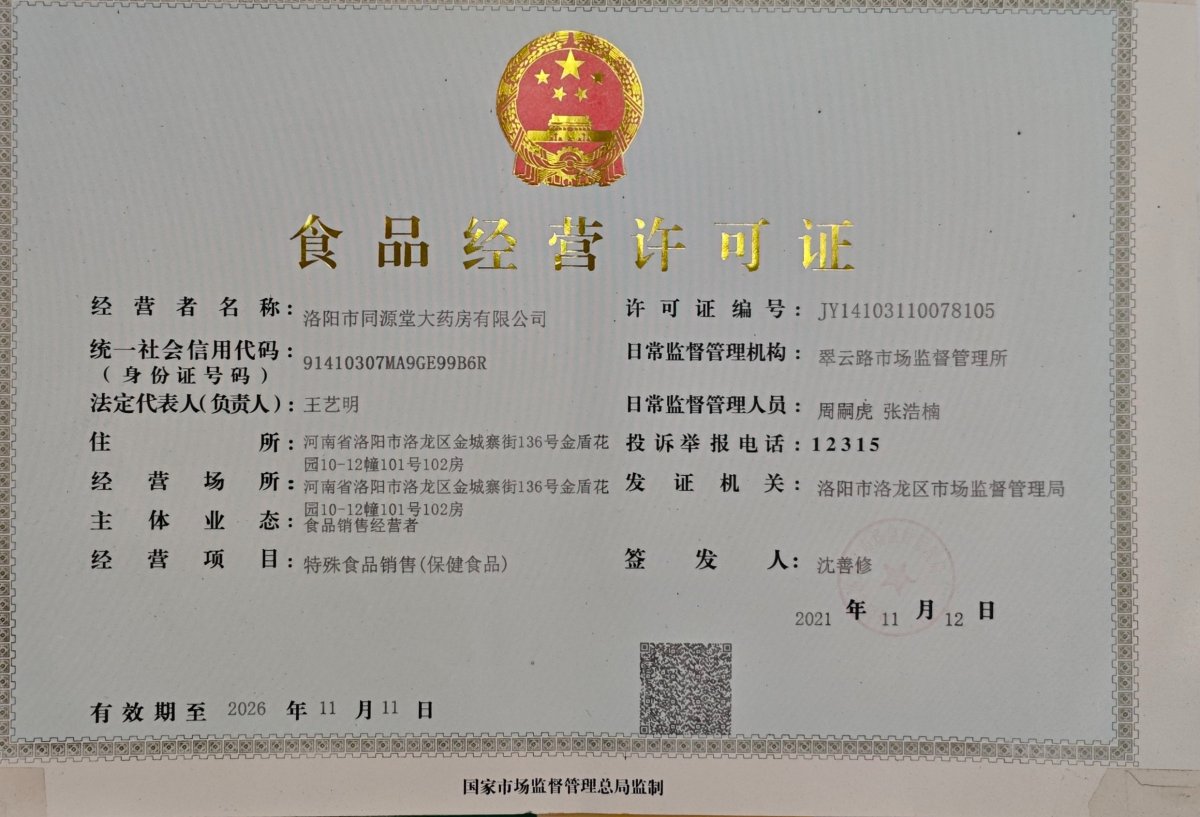 食品经营许可证
经营者名称：洛阳市同源堂大药房有限公司
统一社会信用代码：91410307MA9GE99B6R
（身份证号码）
法定代表人（负责人）：王艺明
住所：河南省洛阳市洛龙区金城寨街136号金盾花
园10-12幢101号102房
经营场所：河南省洛阳市洛龙区金城寨街136号金盾花
园10-12幢101号102房
主体业态：食品销售经营者
经营项目：特殊食品销售(保健食品)
许可证编号：JY14103110078105
日常监督管理机构：翠云路市场监督管理所
日常监督管理人员：周嗣虎 张浩楠
投诉举报电话：12315
发证机关：洛阳市洛龙区市场监督管理局
签发人：沈善修
2021 年 11 月 12 日
有效期至 2026 年 11 月 11 日
国家市场监督管理总局监制